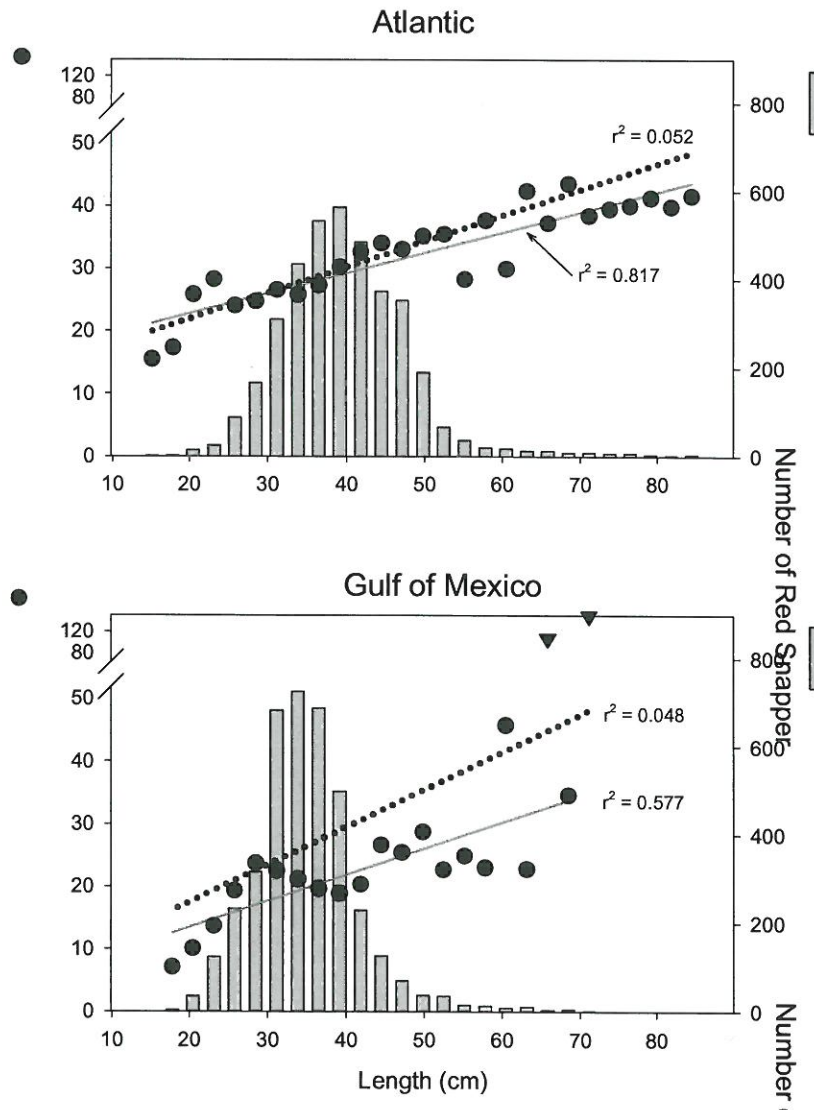 Atlantic
120
80
50
40
30
20
10
0
800
600
400
200
0
r² = 0.052
r² = 0.817
10 20 30 40 50 60 70 80
Number of Red Snapper
Gulf of Mexico
120
80
50
40
30
20
10
0
800
600
400
200
0
r² = 0.048
r² = 0.577
10 20 30 40 50 60 70 80
Length (cm)
Number